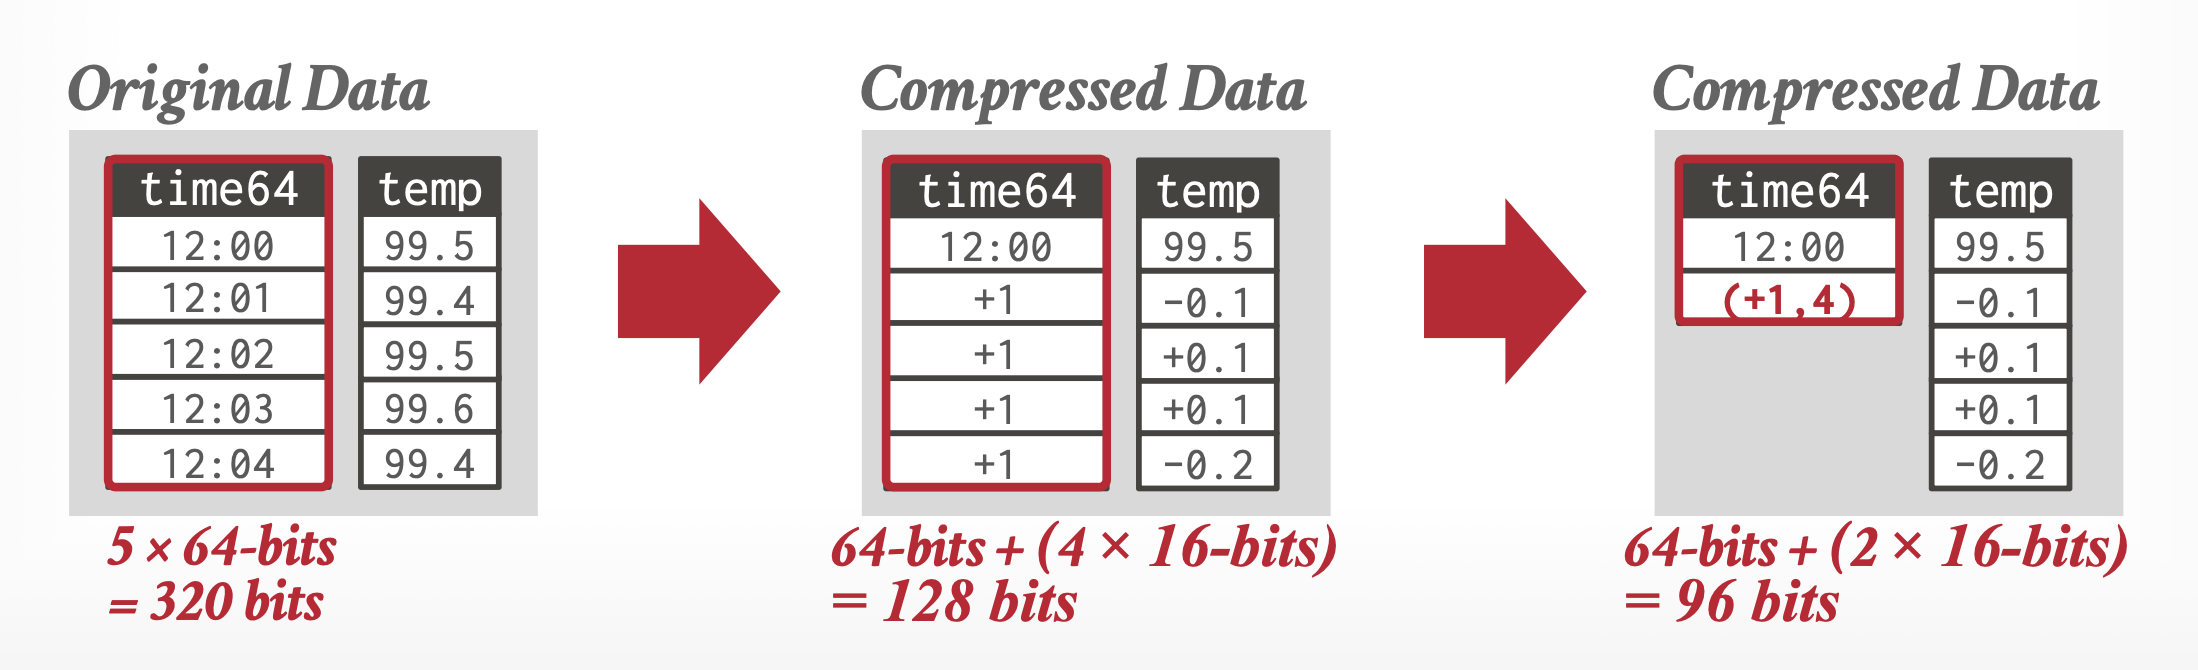 Original Data
time64 temp
12:00 99.5
12:01 99.4
12:02 99.5
12:03 99.6
12:04 99.4
5 × 64-bits
= 320 bits
Compressed Data
time64 temp
12:00 99.5
+1 -0.1
+1 +0.1
+1 +0.1
+1 -0.2
64-bits + (4 × 16-bits)
= 128 bits
Compressed Data
time64 temp
12:00 99.5
(+1,4) -0.1
+0.1
+0.1
-0.2
64-bits + (2 × 16-bits)
= 96 bits